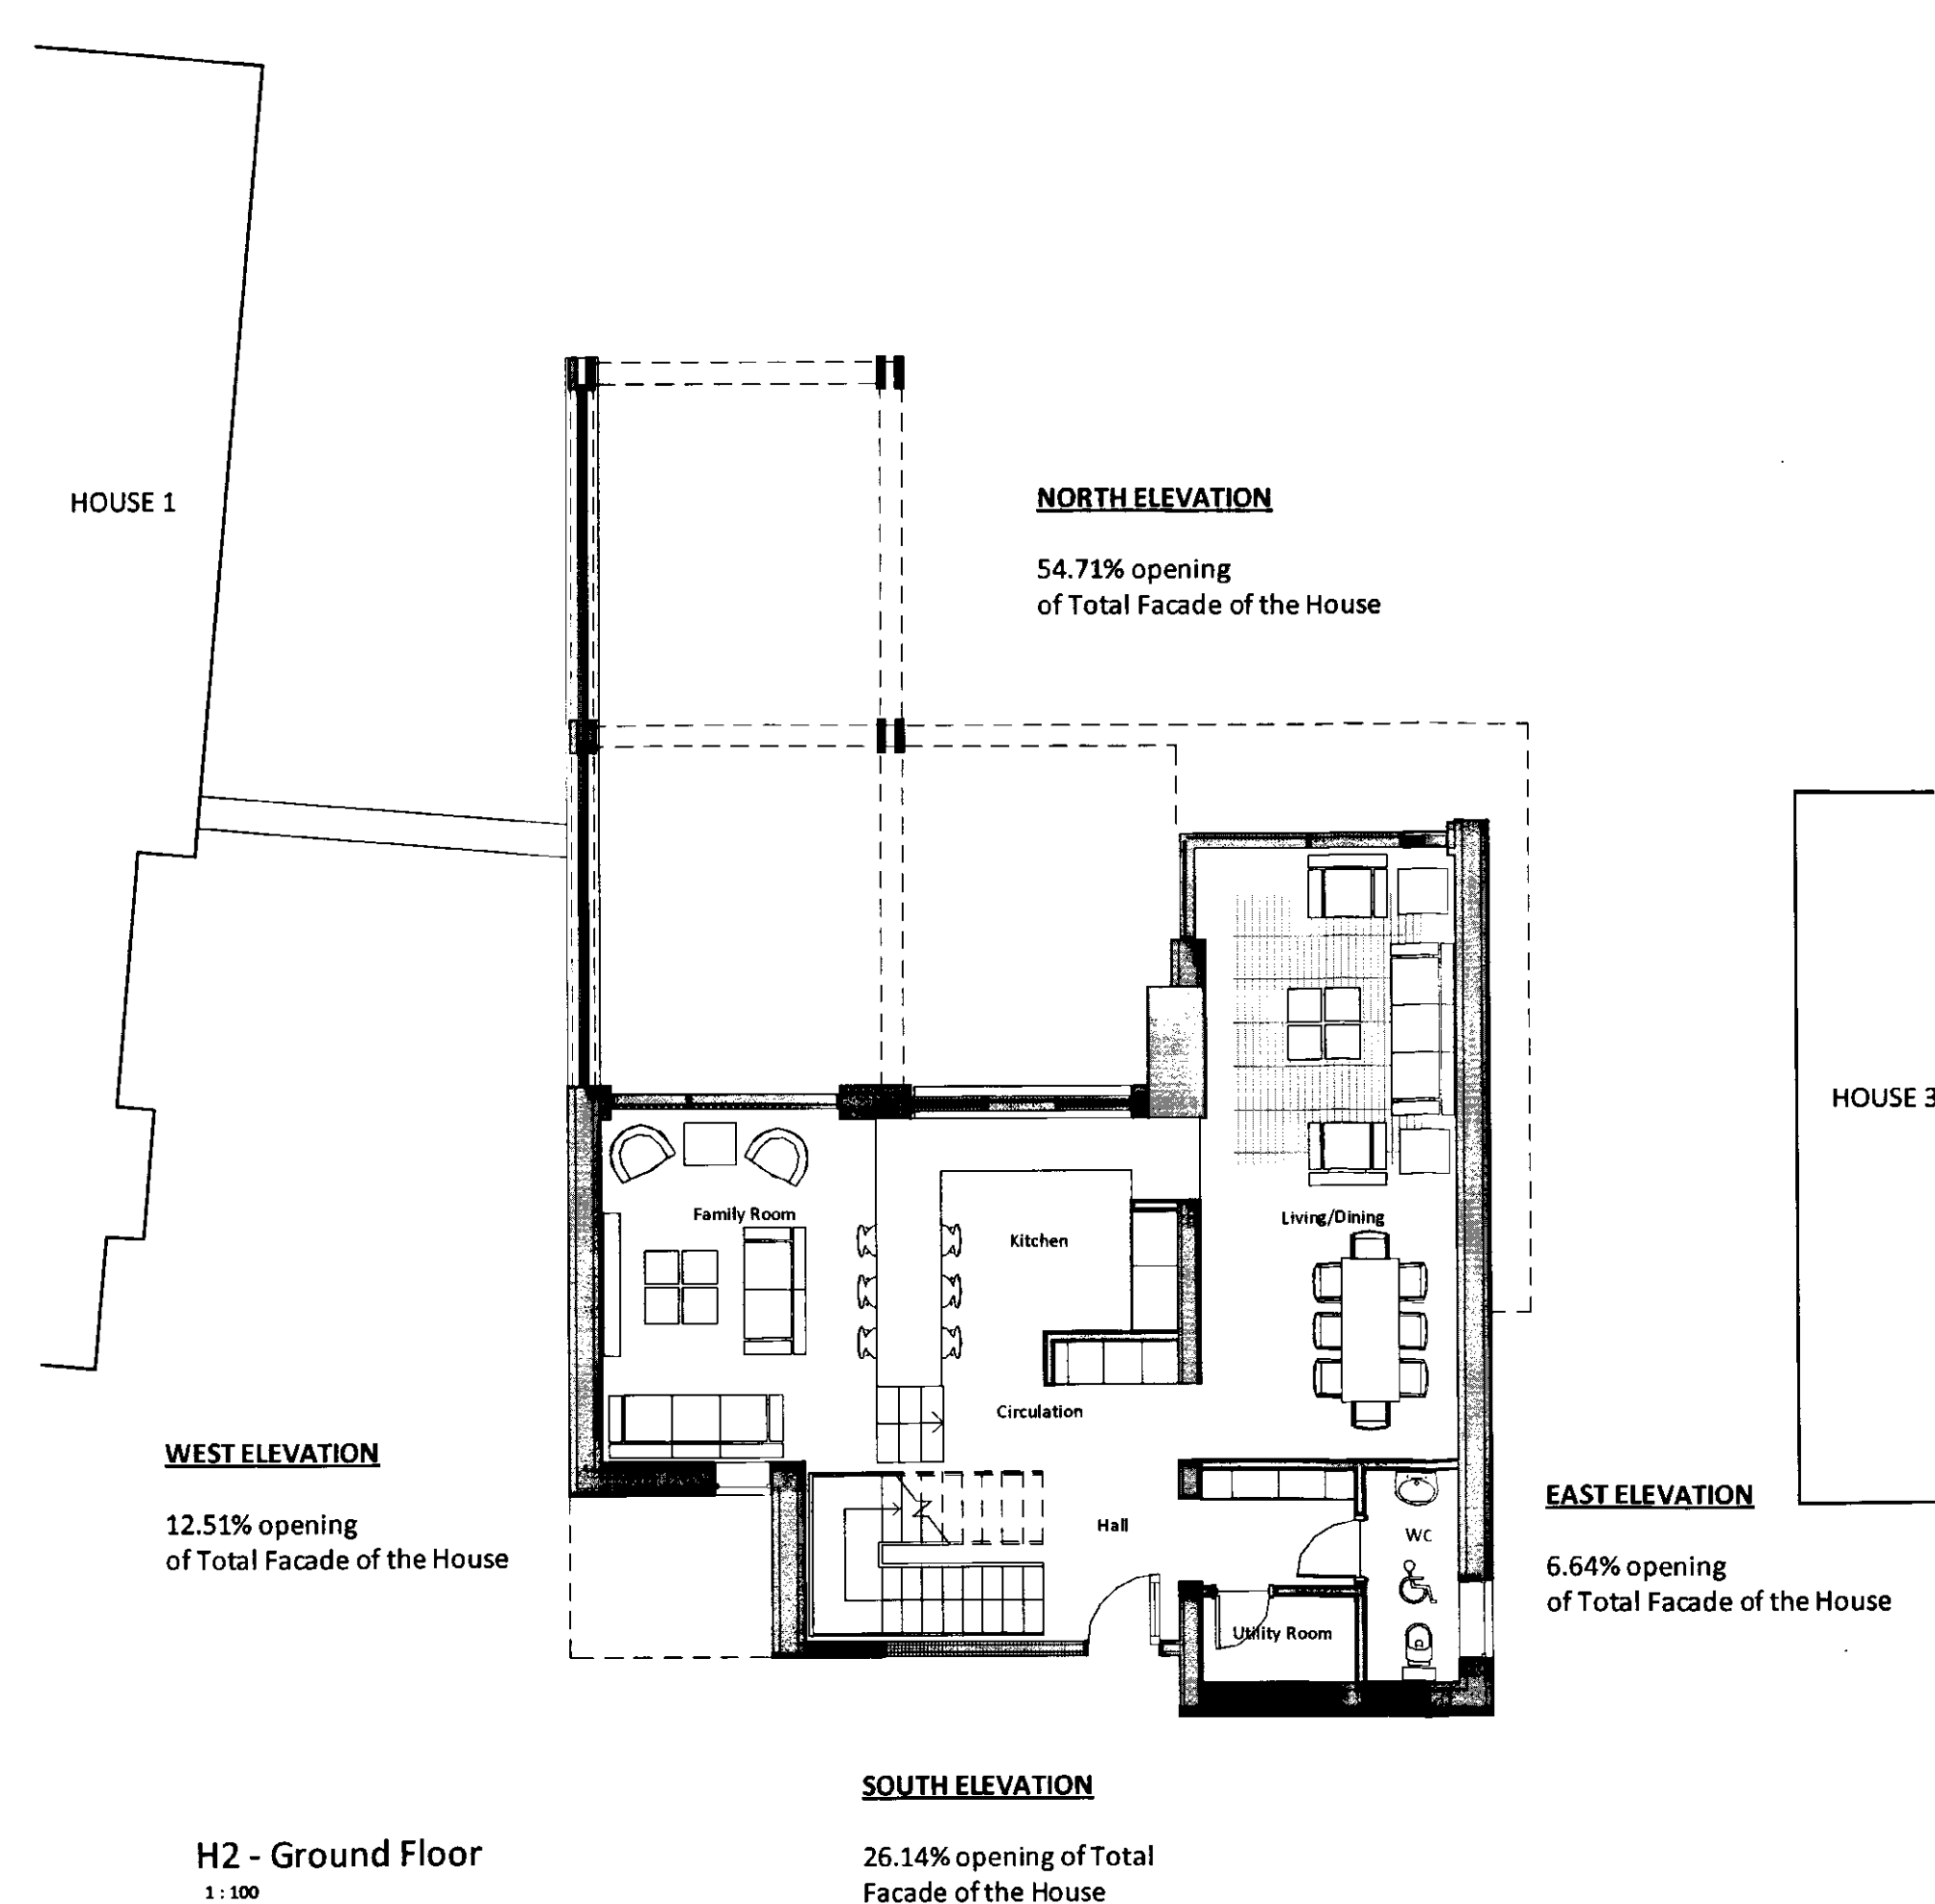 HOUSE 1
NORTH ELEVATION
54.71% opening
of Total Facade of the House
HOUSE 3
Family Room
Kitchen
Living/Dining
Circulation
WEST ELEVATION
12.51% opening
of Total Facade of the House
Hall
WC
EAST ELEVATION
6.64% opening
of Total Facade of the House
Utility Room
SOUTH ELEVATION
26.14% opening of Total
Facade of the House
H2 - Ground Floor
1 : 100